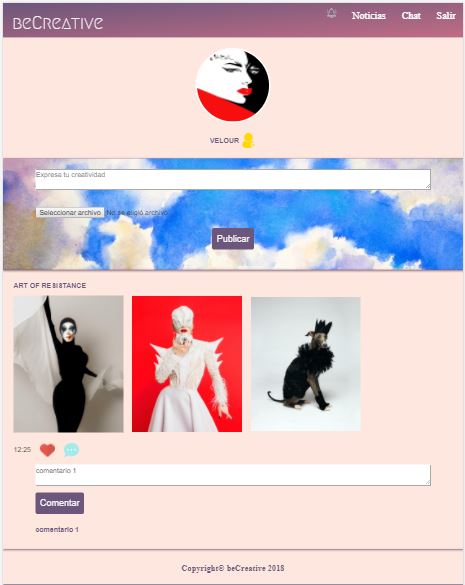 BECREATIVE
Noticias Chat Salir
VELOUR
Expresa tu creatividad
Seleccionar archivo No se eligió archivo
Publicar
ART OF RESISTANCE
12:25
comentario 1
Comentar
comentario 1
Copyright© beCreative 2018